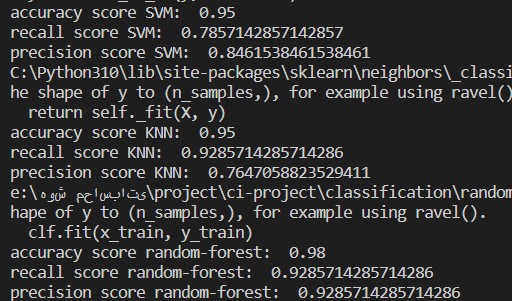 accuracy score SVM:  0.95
recall score SVM:  0.7857142857142857
precision score SVM:  0.8461538461538461
C:\Python310\lib\site-packages\sklearn\neighbors\_classi
he shape of y to (n_samples,), for example using ravel()
  return self._fit(X, y)
accuracy score KNN:  0.95
recall score KNN:  0.9285714285714286
precision score KNN:  0.7647058823529411
e:\هوش محاسباتی\project\ci-project\classification\random
hape of y to (n_samples,), for example using ravel().
  clf.fit(x_train, y_train)
accuracy score random-forest:  0.98
recall score random-forest:  0.9285714285714286
precision score random-forest:  0.9285714285714286